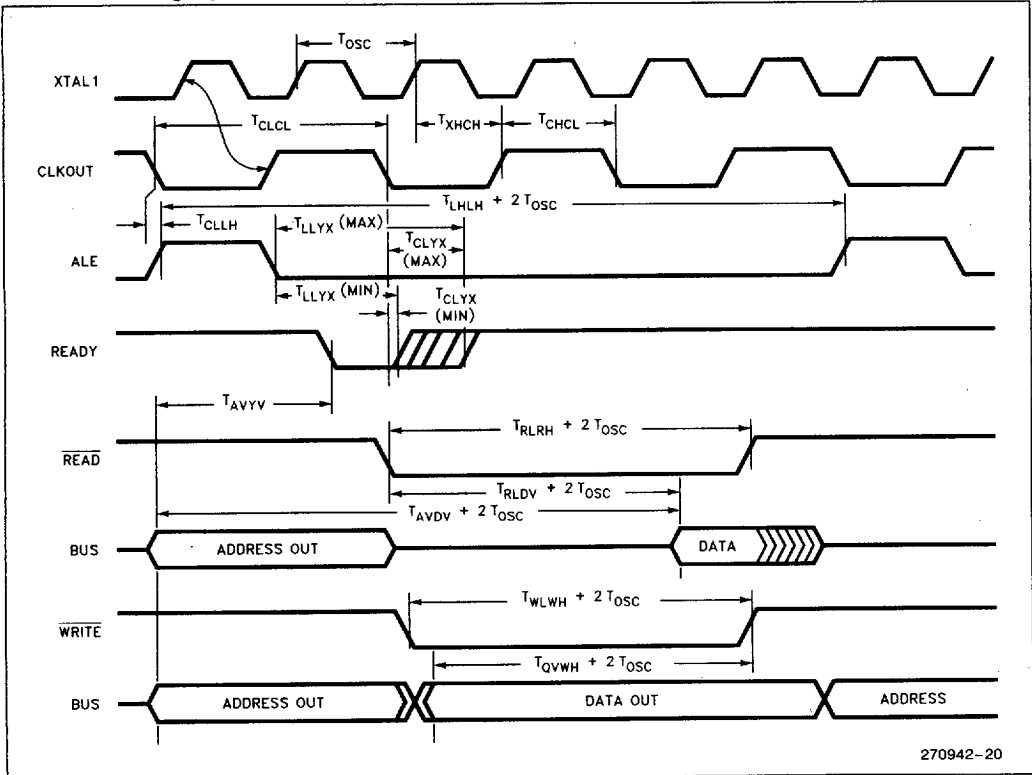 TOSC
XTAL1
TCLCL
TXHCH
TCHCL
CLKOUT
TLHLH + 2 TOSC
TCLLH
TLLYX (MAX)
TCLYX
(MAX)
ALE
TLLYX (MIN)
TCLYX
(MIN)
READY
TAVYV
TRLRH + 2 TOSC
READ
TRLDV + 2 TOSC
TAVDV + 2 TOSC
BUS
ADDRESS OUT
DATA
TWLWH + 2 TOSC
WRITE
TQVWH + 2 TOSC
BUS
ADDRESS OUT
DATA OUT
ADDRESS
270942-20